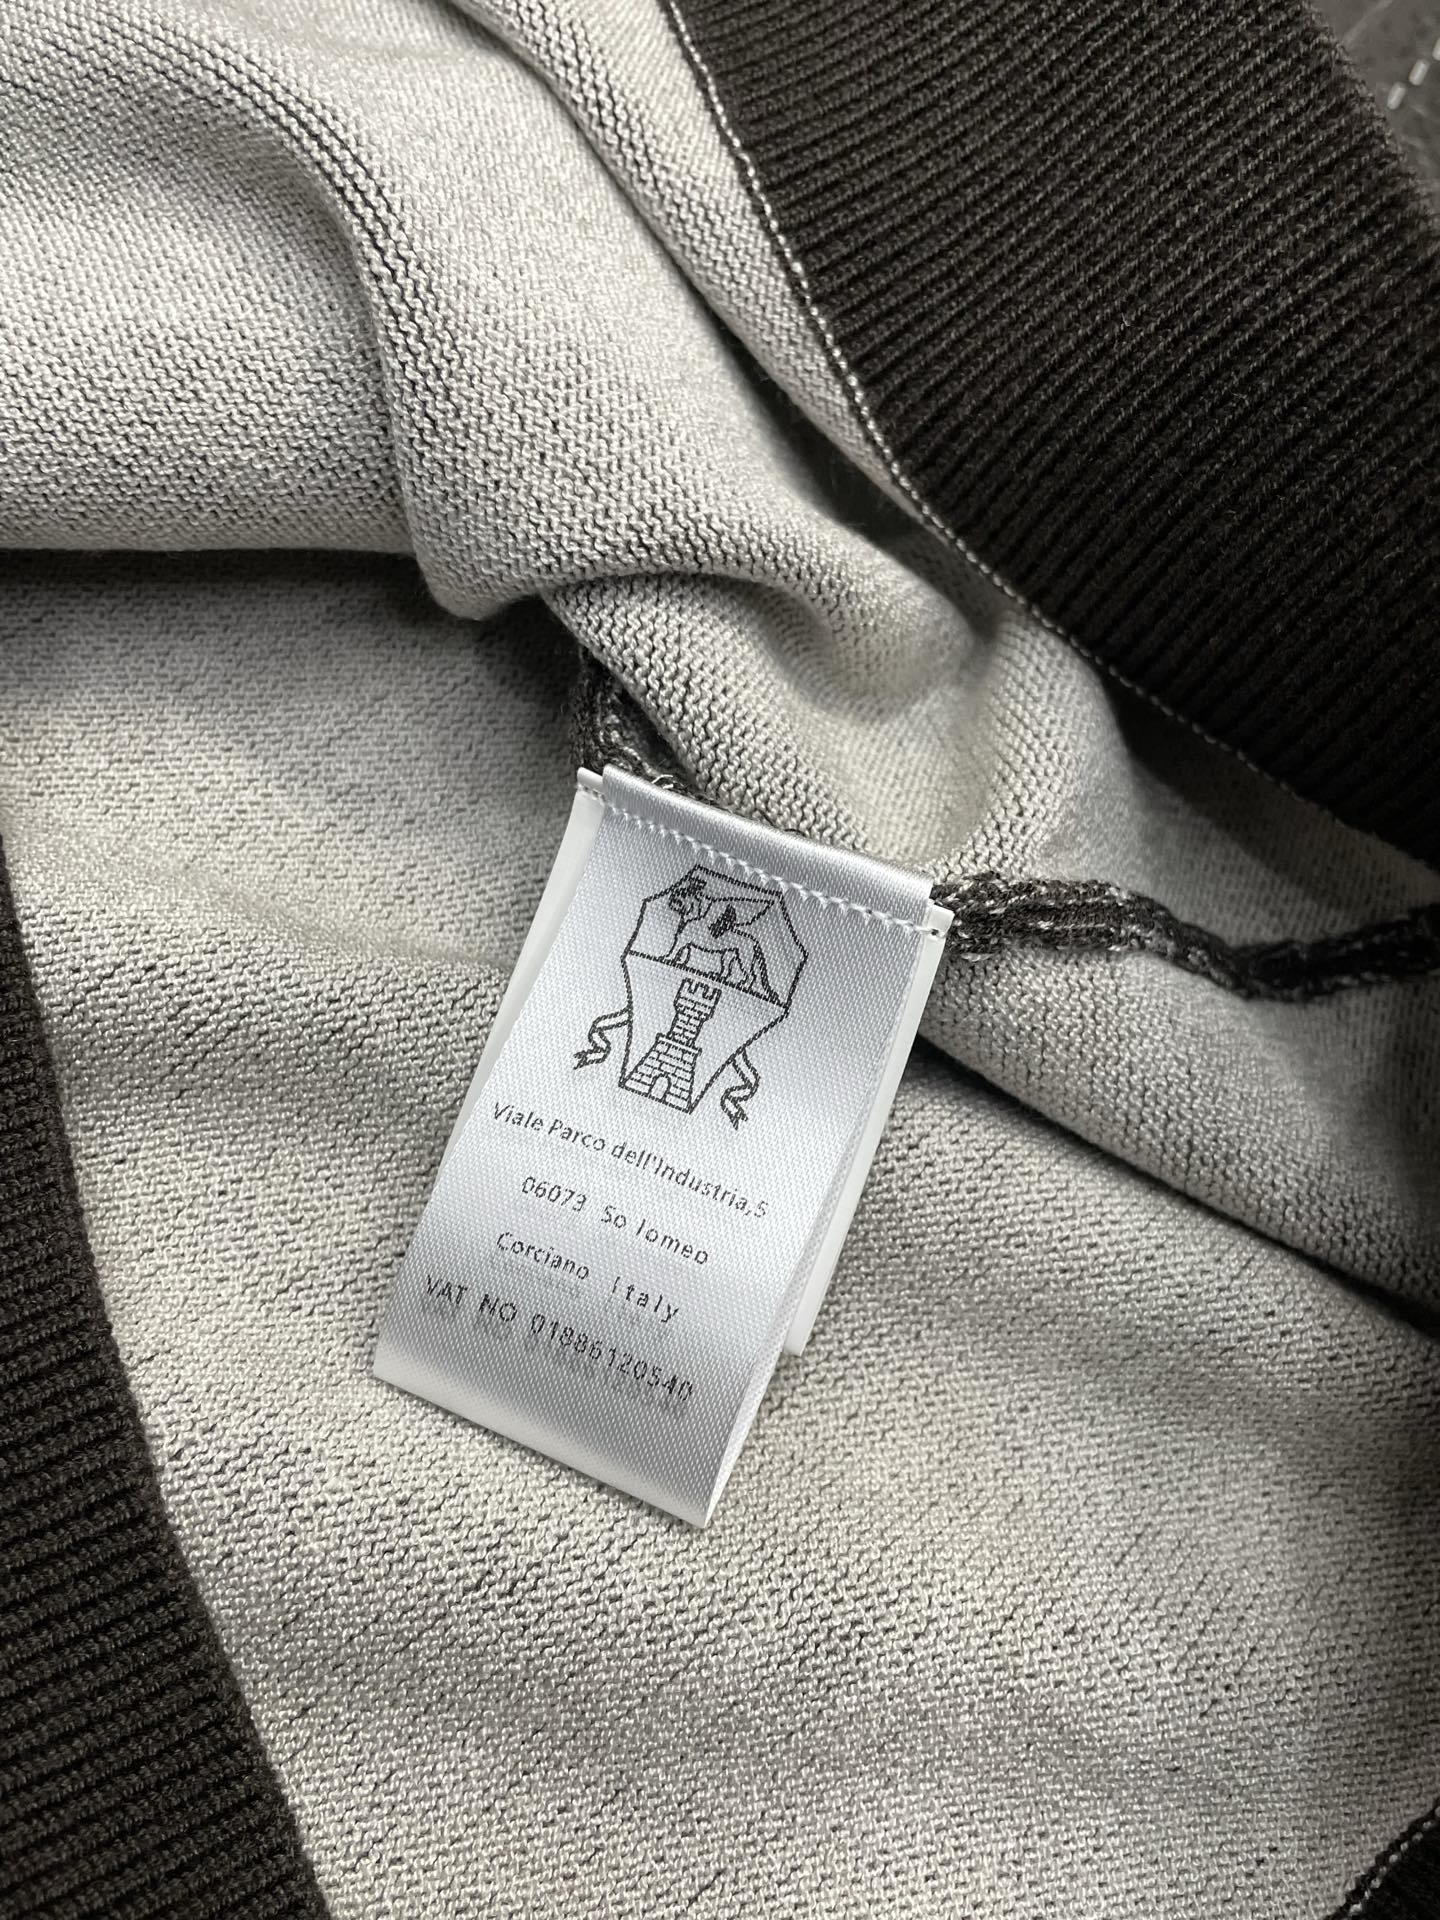 Viale Parco dell'Industria,5
06073 So lomeo
Corciano Italy
VAT NO 01886120540